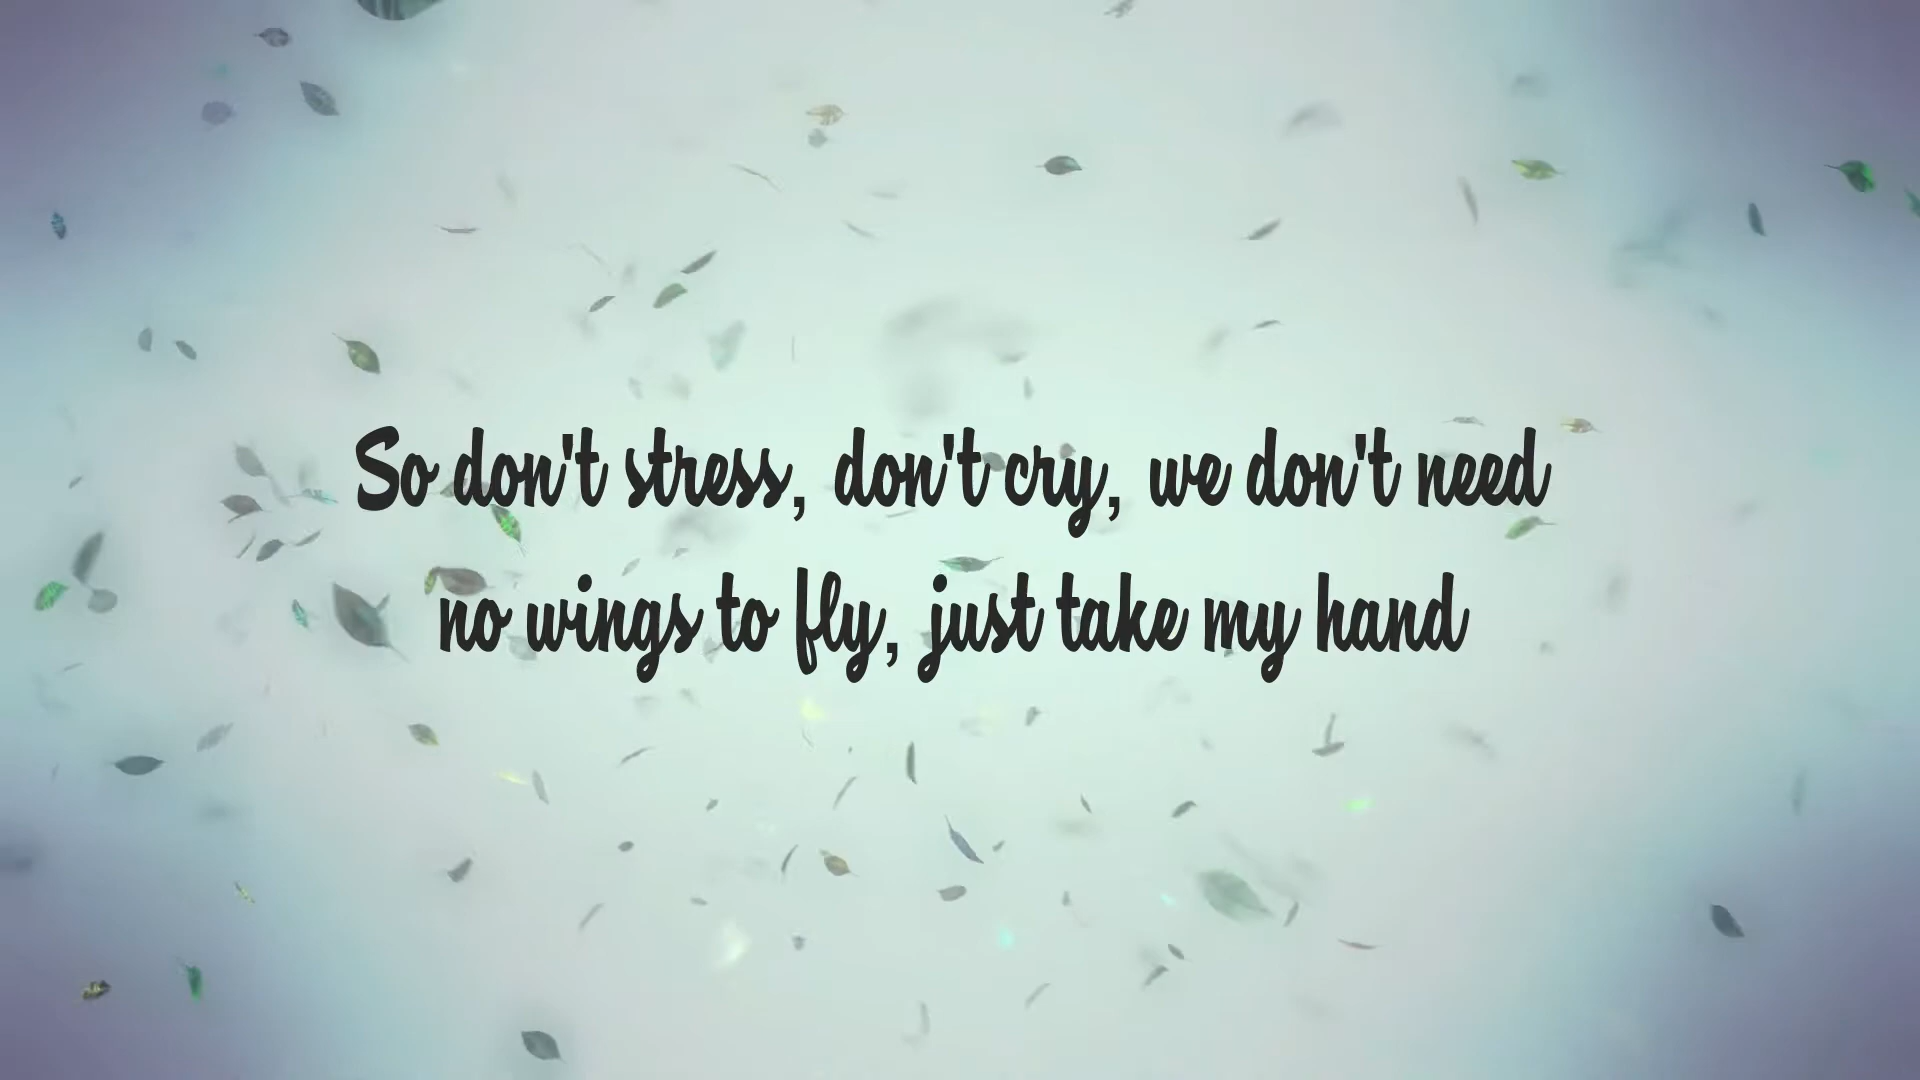 So don't stress, don't cry, we don't need
no wings to fly, just take my hand